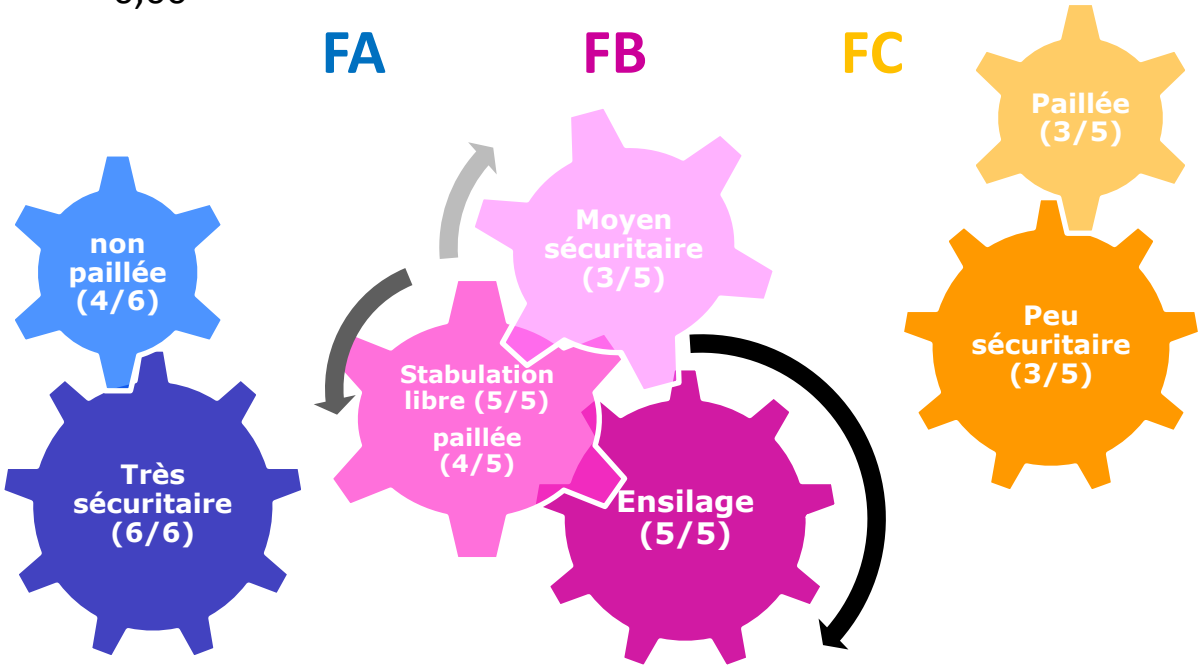 FA
FB
FC
non
paillée
(4/6)
Très
sécuritaire
(6/6)
Moyen
sécuritaire
(3/5)
Stabulation
libre (5/5)
paillée
(4/5)
Ensilage
(5/5)
Paillée
(3/5)
Peu
sécuritaire
(3/5)